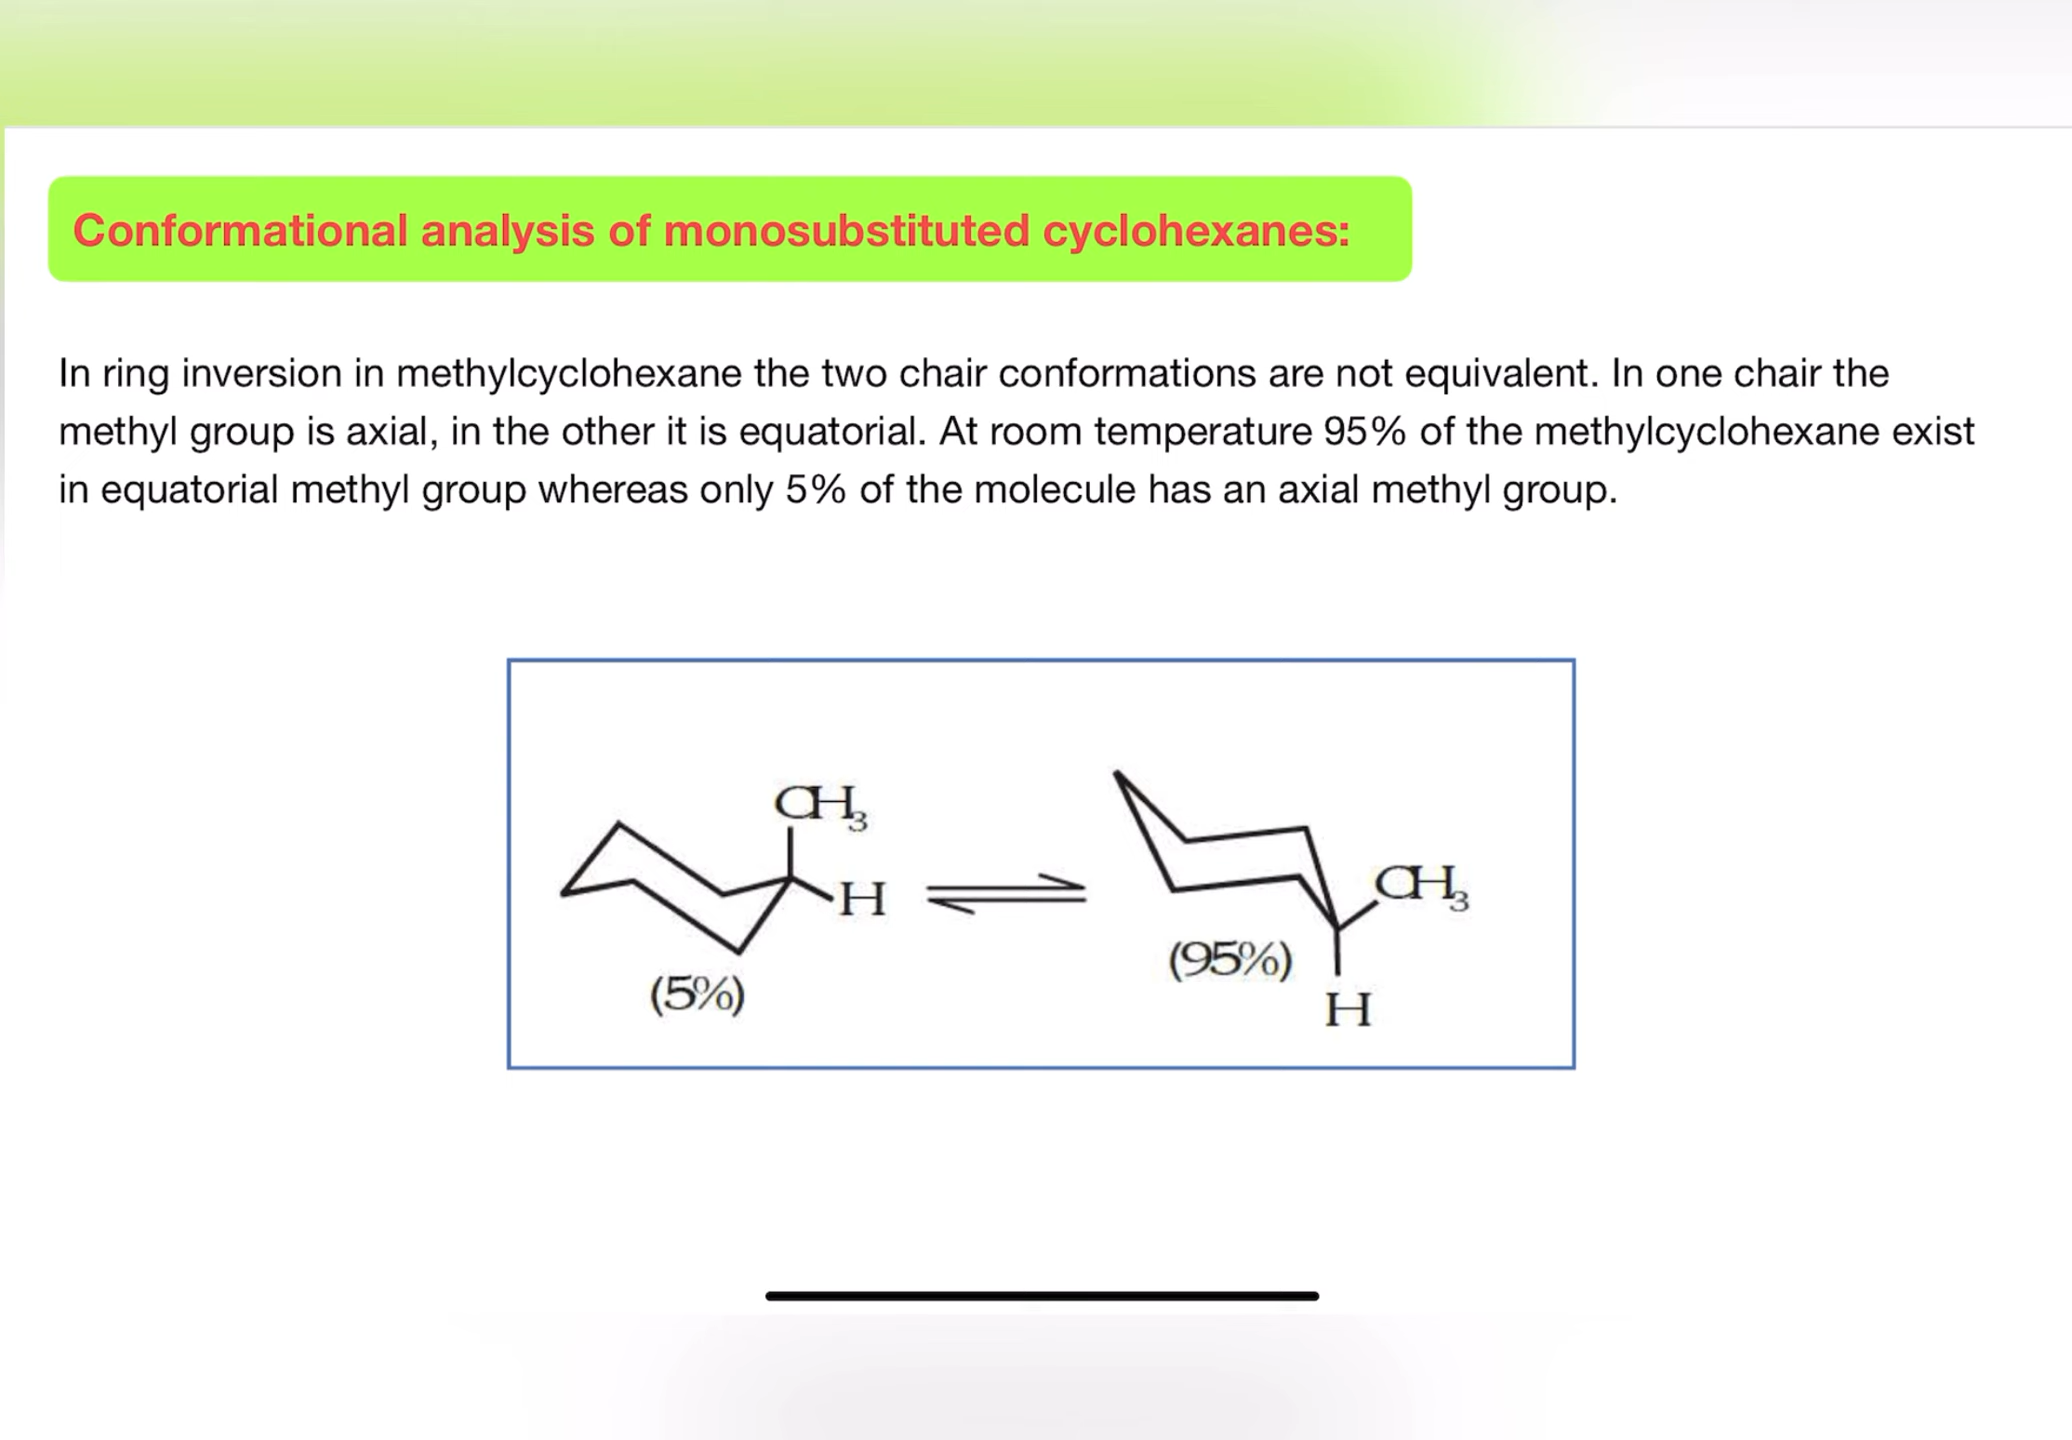 Conformational analysis of monosubstituted cyclohexanes:
In ring inversion in methylcyclohexane the two chair conformations are not equivalent. In one chair the
methyl group is axial, in the other it is equatorial. At room temperature 95% of the methylcyclohexane exist
in equatorial methyl group whereas only 5% of the molecule has an axial methyl group.
CH₃
H
(5%)
CH₃
(95%)
H